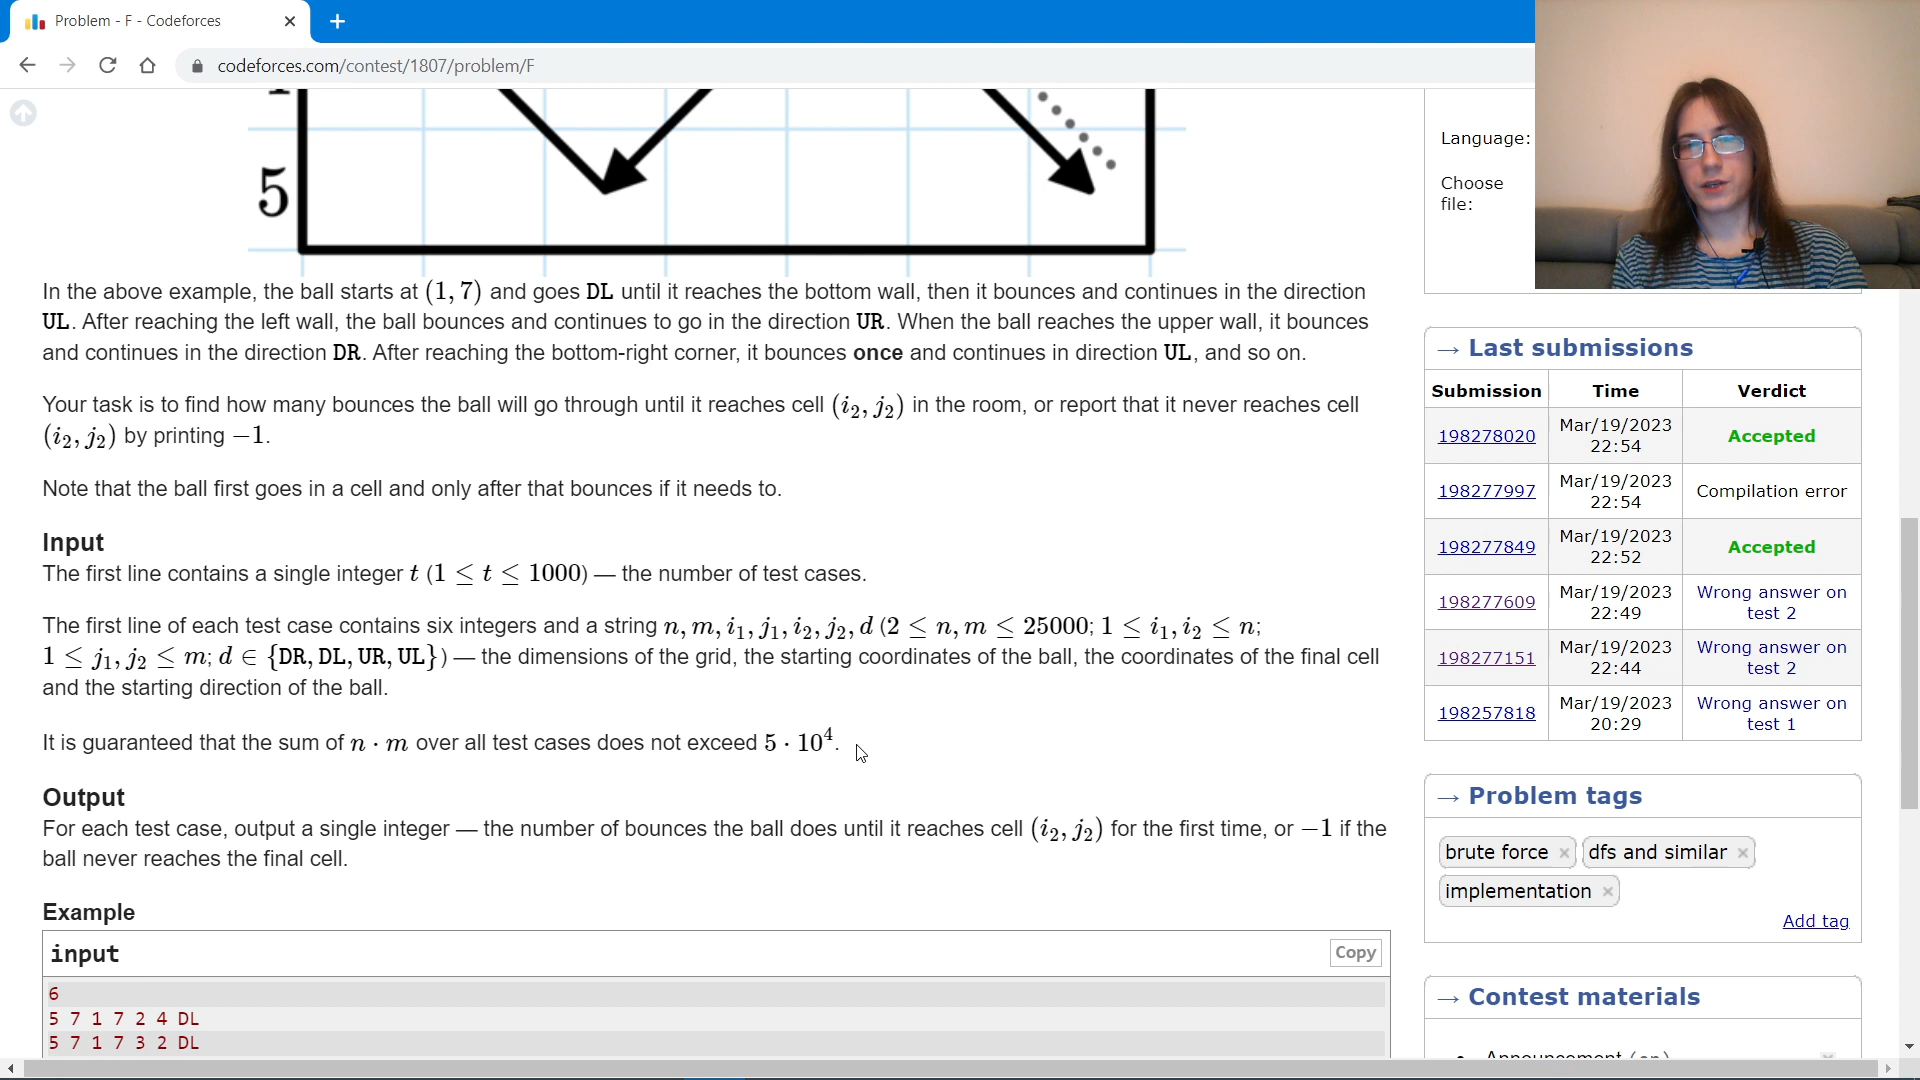 Problem - F - Codeforces
codeforces.com/contest/1807/problem/F
5
In the above example, the ball starts at (1, 7) and goes DL until it reaches the bottom wall, then it bounces and continues in the direction
UL. After reaching the left wall, the ball bounces and continues to go in the direction UR. When the ball reaches the upper wall, it bounces
and continues in the direction DR. After reaching the bottom-right corner, it bounces once and continues in direction UL, and so on.
Your task is to find how many bounces the ball will go through until it reaches cell (i₂, j₂) in the room, or report that it never reaches cell
(i₂, j₂) by printing −1.
Note that the ball first goes in a cell and only after that bounces if it needs to.
Input
The first line contains a single integer t (1 ≤ t ≤ 1000) — the number of test cases.
The first line of each test case contains six integers and a string n, m, i₁, j₁, i₂, j₂, d (2 ≤ n, m ≤ 25000; 1 ≤ i₁, i₂ ≤ n;
1 ≤ j₁, j₂ ≤ m; d ∈ {DR, DL, UR, UL}) — the dimensions of the grid, the starting coordinates of the ball, the coordinates of the final cell
and the starting direction of the ball.
It is guaranteed that the sum of n · m over all test cases does not exceed 5 · 10⁴.
Output
For each test case, output a single integer — the number of bounces the ball does until it reaches cell (i₂, j₂) for the first time, or −1 if the
ball never reaches the final cell.
Example
input
Copy
6
5 7 1 7 2 4 DL
5 7 1 7 3 2 DL
Language:
Choose
file:
→ Last submissions
Submission Time Verdict
198278020 Mar/19/2023 22:54 Accepted
198277997 Mar/19/2023 22:54 Compilation error
198277849 Mar/19/2023 22:52 Accepted
198277609 Mar/19/2023 22:49 Wrong answer on test 2
198277151 Mar/19/2023 22:44 Wrong answer on test 2
198257818 Mar/19/2023 20:29 Wrong answer on test 1
→ Problem tags
brute force × dfs and similar ×
implementation ×
Add tag
→ Contest materials